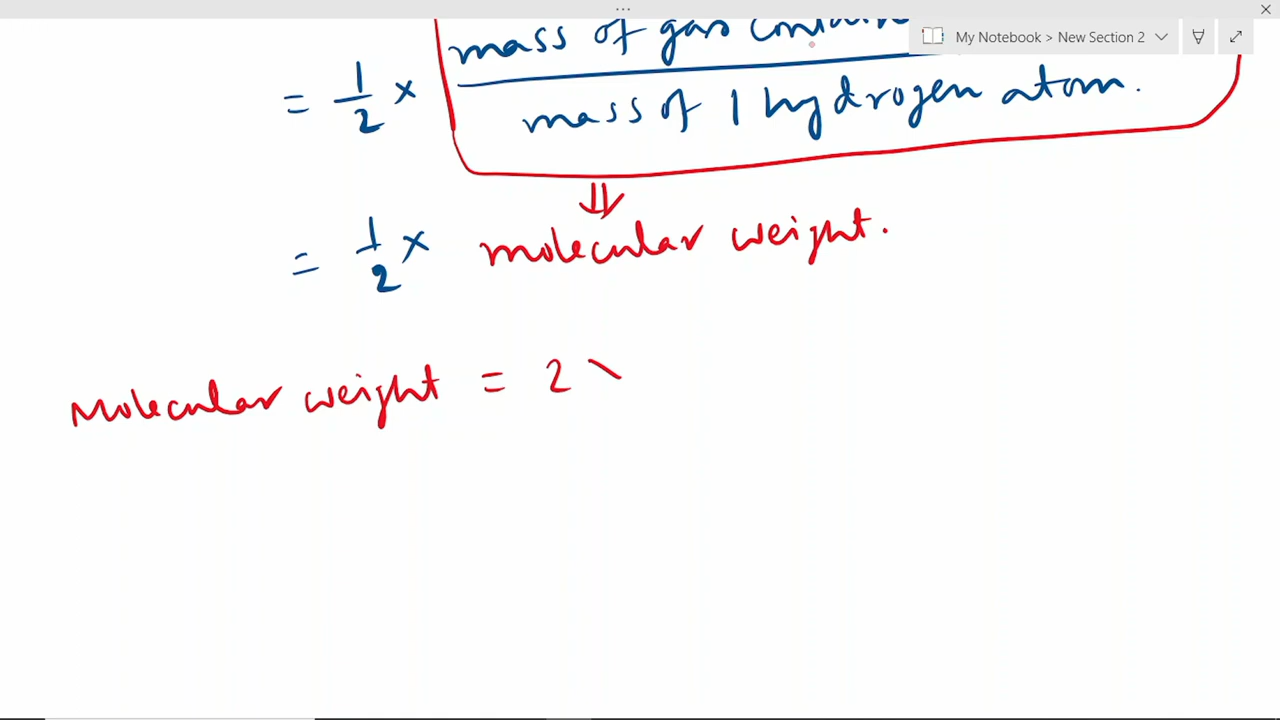 ...
My Notebook > New Section 2
mass of gas
= 1/2 × mass of 1 hydrogen atom.
= 1/2 × molecular weight.
Molecular weight = 2 \